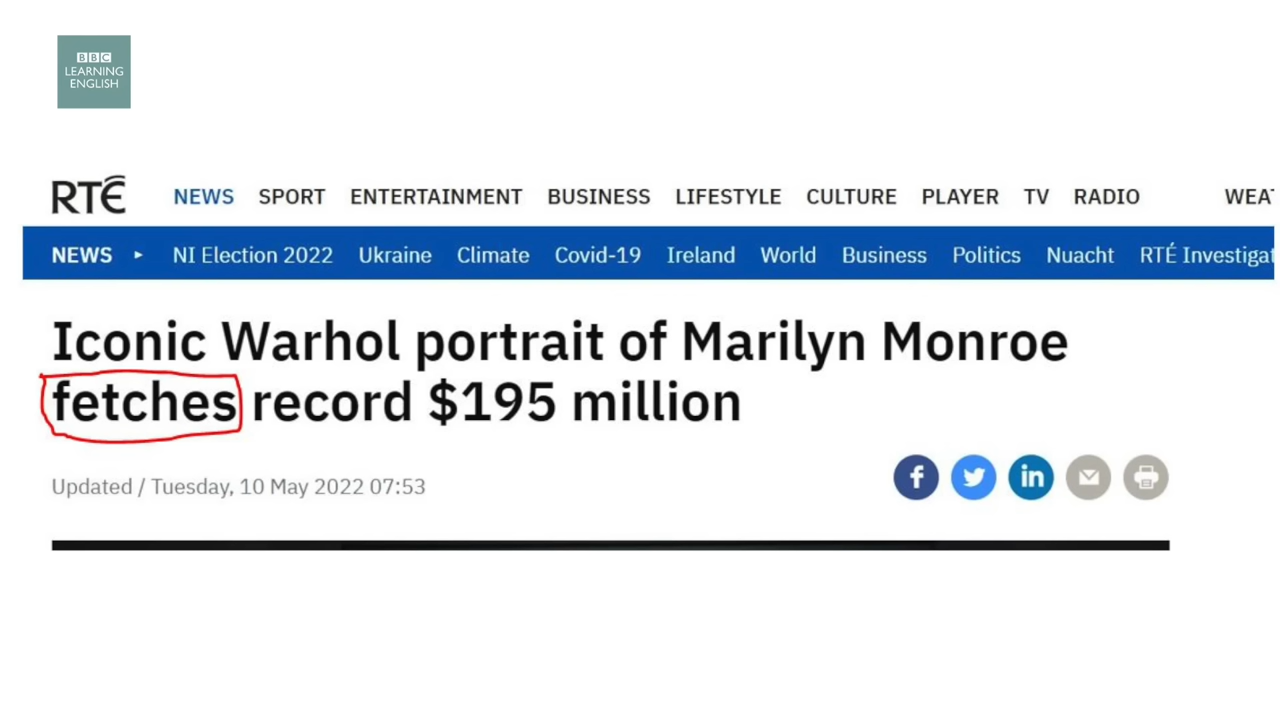 BBC
LEARNING
ENGLISH
RTÉ NEWS SPORT ENTERTAINMENT BUSINESS LIFESTYLE CULTURE PLAYER TV RADIO
NEWS NI Election 2022 Ukraine Climate Covid-19 Ireland World Business Politics Nuacht RTÉ
Iconic Warhol portrait of Marilyn Monroe
fetches record $195 million
Updated / Tuesday, 10 May 2022 07:53
f in